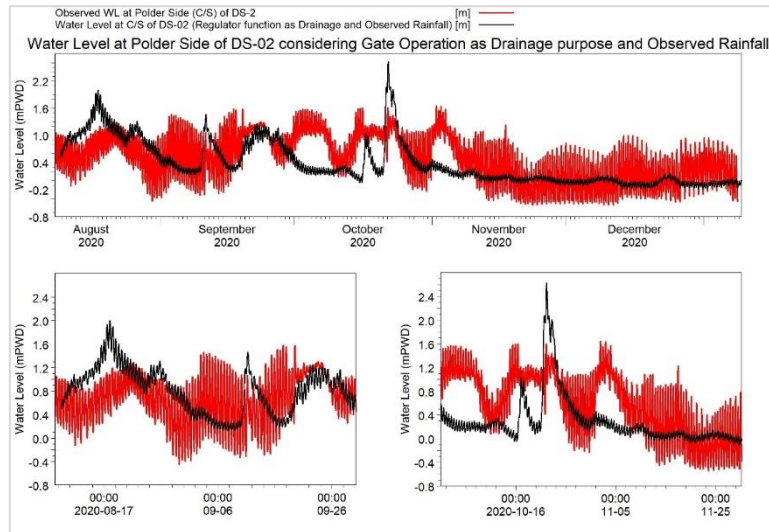 Observed WL at Polder Side (C/S) of DS-2 [m]
Water Level at C/S of DS-02 (Regulator function as Drainage and Observed Rainfall) [m]
Water Level at Polder Side of DS-02 considering Gate Operation as Drainage purpose and Observed Rainfall
Water Level (mPWD)
2.2
1.6
1.0
0.4
-0.2
-0.8
August September October November December
2020 2020 2020 2020 2020
Water Level (mPWD)
2.4
2.0
1.6
1.2
0.8
0.4
0.0
-0.4
-0.8
00:00 00:00 00:00
2020-08-17 09-06 09-26
Water Level (mPWD)
2.4
2.0
1.6
1.2
0.8
0.4
0.0
-0.4
-0.8
00:00 00:00 00:00
2020-10-16 11-05 11-25